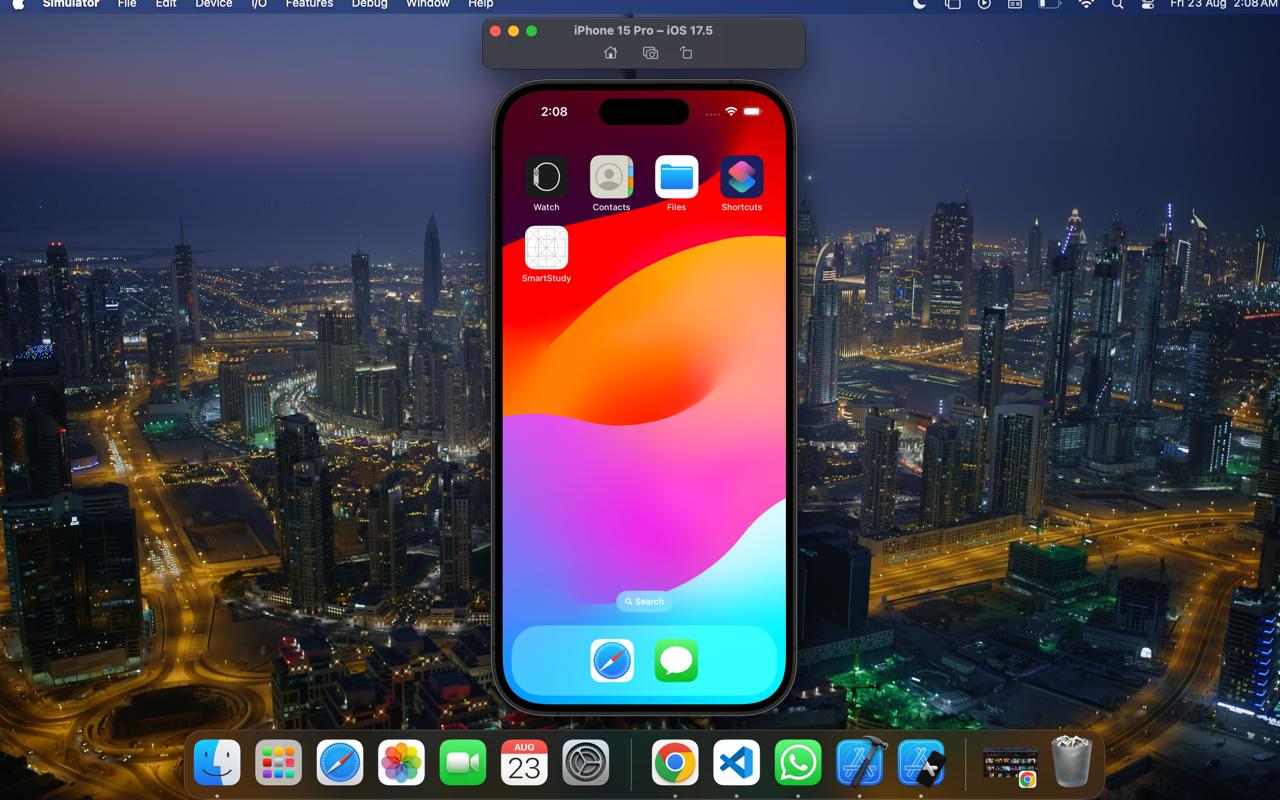 Simulator File Edit Device I/O Features Debug Window Help Fri 23 Aug 2:08 AM
iPhone 15 Pro – iOS 17.5
2:08
Watch Contacts Files Shortcuts
SmartStudy
Search
AUG
23